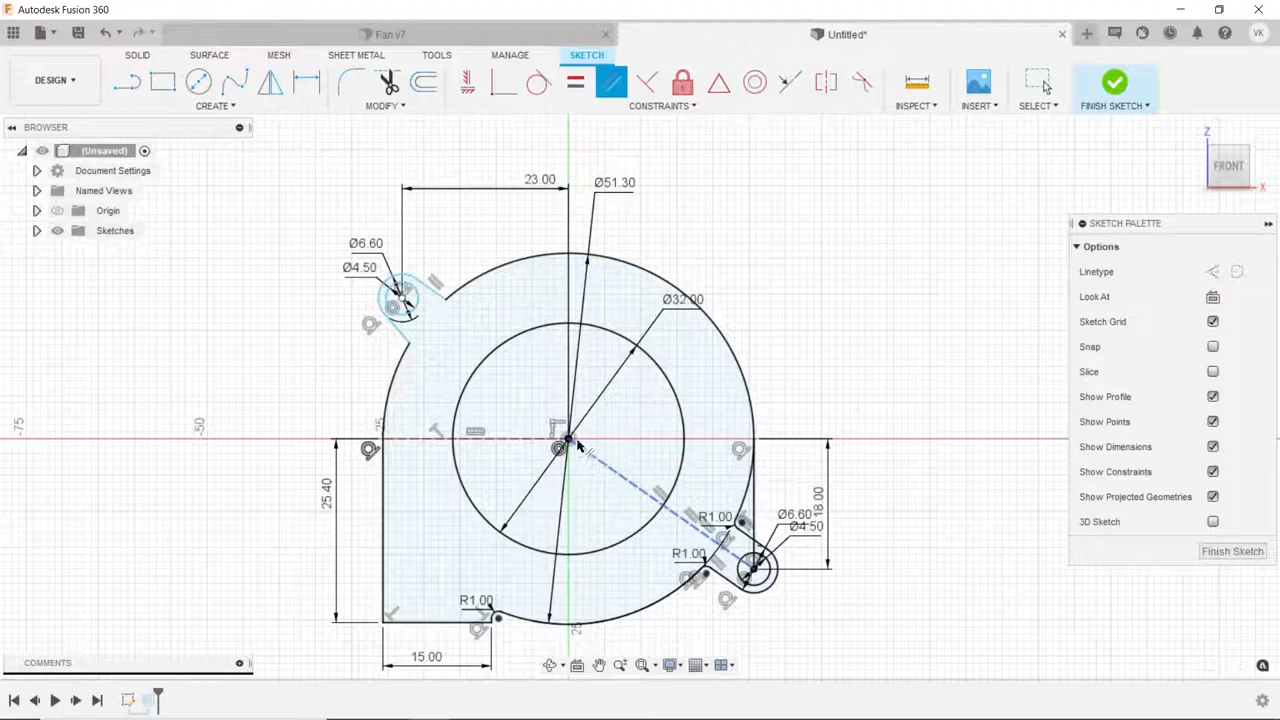 Autodesk Fusion 360
Fan v7
Untitled*
VK
DESIGN
SOLID
SURFACE
MESH
SHEET METAL
TOOLS
MANAGE
SKETCH
CREATE
MODIFY
CONSTRAINTS
INSPECT
INSERT
SELECT
FINISH SKETCH
BROWSER
(Unsaved)
Document Settings
Named Views
Origin
Sketches
Z
FRONT
X
SKETCH PALETTE
Options
Linetype
Look At
Sketch Grid
Snap
Slice
Show Profile
Show Points
Show Dimensions
Show Constraints
Show Projected Geometries
3D Sketch
Finish Sketch
23.00
Ø51.30
Ø6.60
Ø4.50
Ø32.00
-75
-50
-25
25.40
18.00
R1.00
Ø6.60
Ø4.50
R1.00
R1.00
25
15.00
COMMENTS